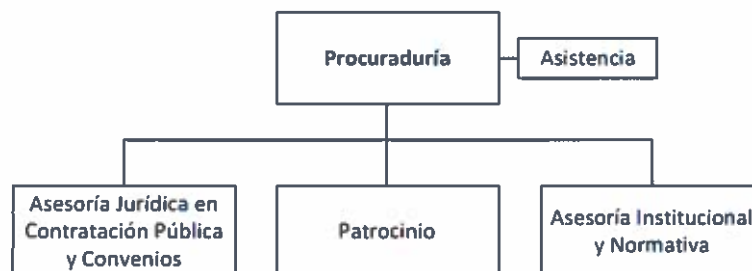 Procuraduría
Asistencia
Asesoría Jurídica en
Contratación Pública
y Convenios
Patrocinio
Asesoría Institucional
y Normativa